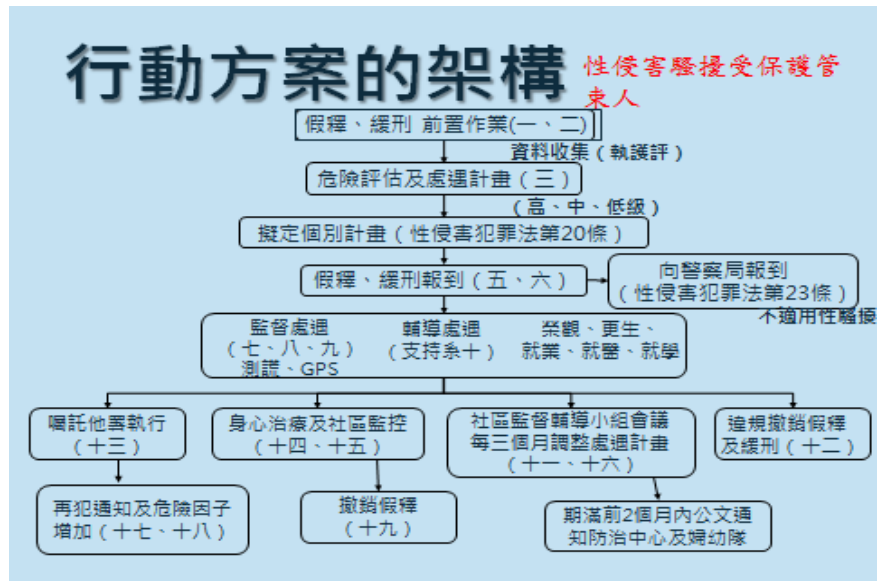 行動方案的架構
性侵害騷擾受保護管
束人
假釋、緩刑 前置作業(一、二)
資料收集(執護評)
危險評估及處遇計畫(三)
(高、中、低級)
擬定個別計畫(性侵害犯罪法第20條)
假釋、緩刑報到(五、六)
向警察局報到
(性侵害犯罪法第23條)
不適用性騷擾
監督處遇
(七、八、九)
測謊、GPS
輔導處遇
(支持系十)
榮觀、更生、
就業、就醫、就學
囑託他署執行
(十三)
身心治療及社區監控
(十四、十五)
社區監督輔導小組會議
每三個月調整處遇計畫
(十一、十六)
違規撤銷假釋
及緩刑(十二)
再犯通知及危險因子
增加(十七、十八)
撤銷假釋
(十九)
期滿前2個月內公文通
知防治中心及婦幼隊